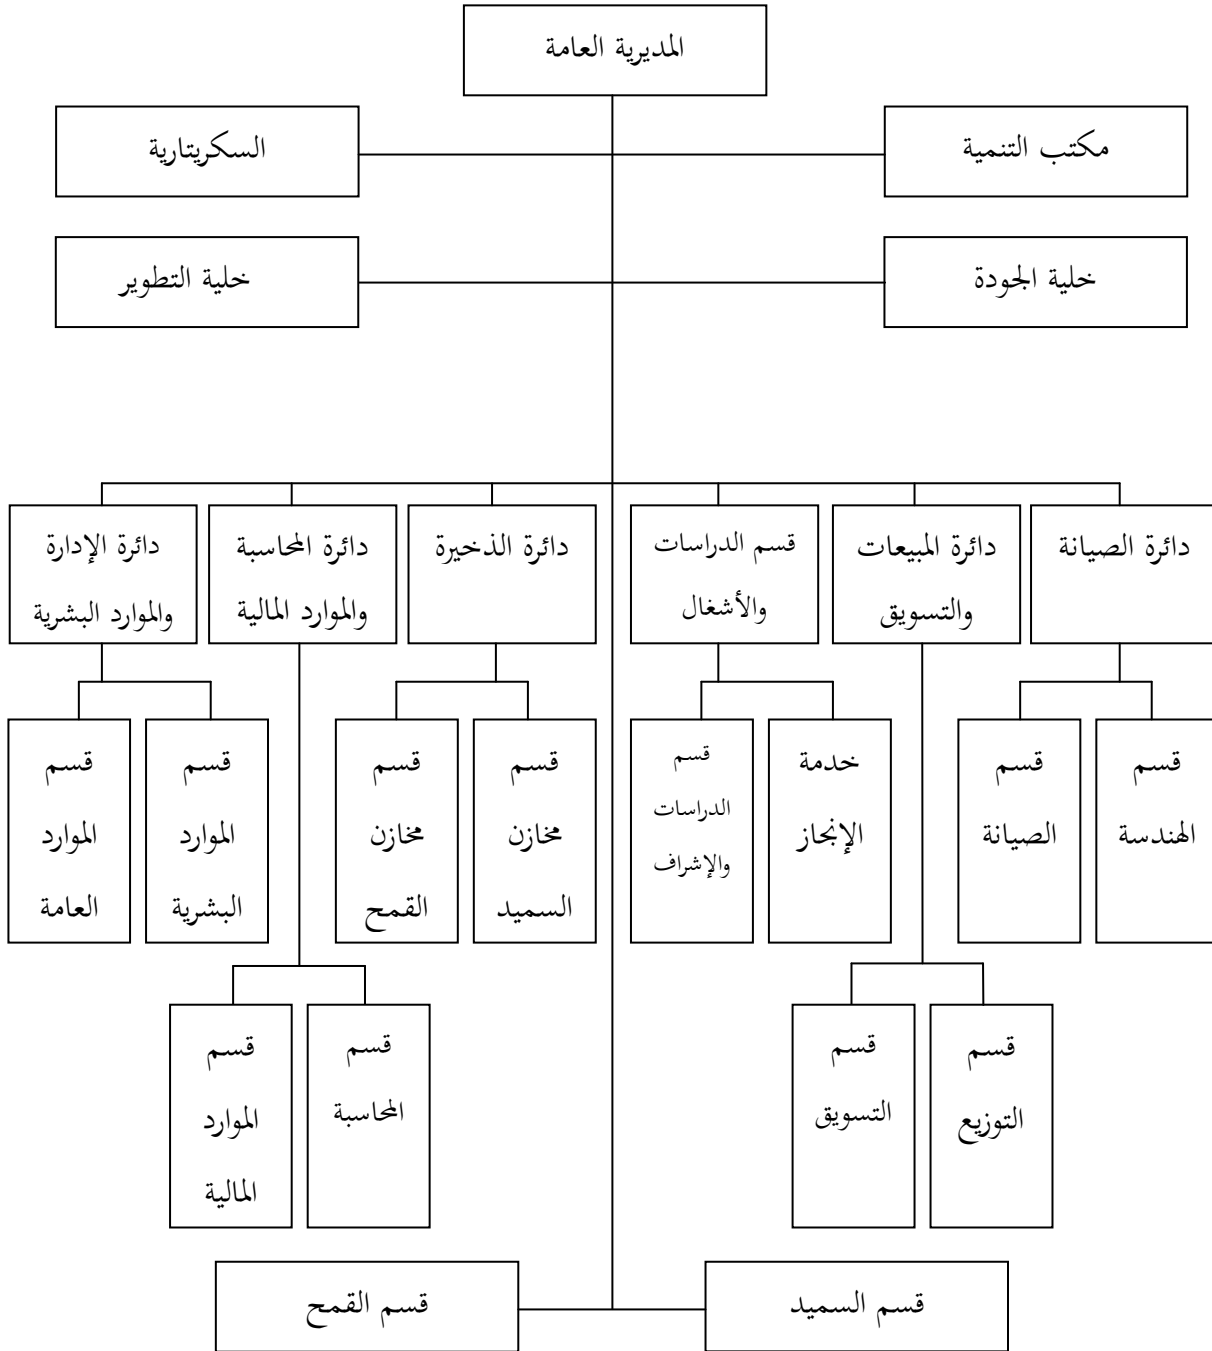 المديرية العامة
مكتب التنمية
السكريتارية
خلية الجودة
خلية التطوير
دائرة الصيانة
دائرة المبيعات
والتسويق
قسم الدراسات
والأشغال
دائرة الذخيرة
دائرة المحاسبة
والموارد المالية
دائرة الإدارة
والموارد البشرية
قسم
الهندسة
قسم
الصيانة
خدمة
الإنجاز
قسم
الدراسات
والإشراف
قسم
مخازن
السميد
قسم
مخازن
القمح
قسم
الموارد
البشرية
قسم
الموارد
العامة
قسم
التوزيع
قسم
التسويق
قسم
المحاسبة
قسم
الموارد
المالية
قسم السميد
قسم القمح